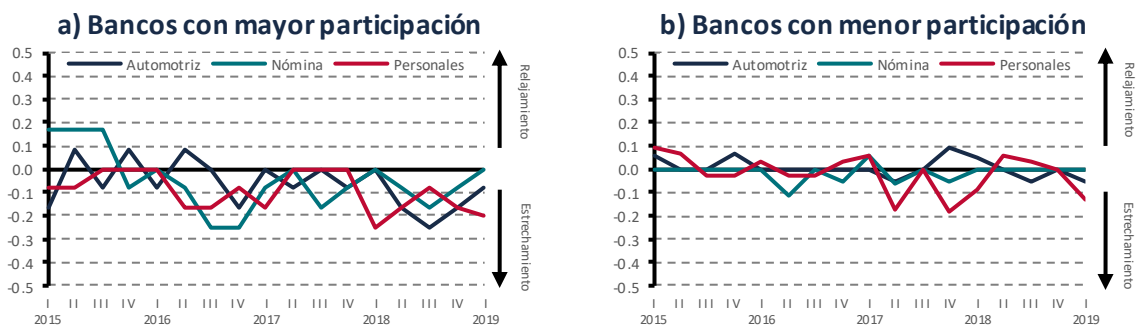 a) Bancos con mayor participación
0.5
0.4
0.3
0.2
0.1
0.0
-0.1
-0.2
-0.3
-0.4
-0.5
Automotriz Nómina Personales
Relajamiento
Estrechamiento
I II III IV I II III IV I II III IV I II III IV I
2015 2016 2017 2018 2019
b) Bancos con menor participación
0.5
0.4
0.3
0.2
0.1
0.0
-0.1
-0.2
-0.3
-0.4
-0.5
Automotriz Nómina Personales
Relajamiento
Estrechamiento
I II III IV I II III IV I II III IV I II III IV I
2015 2016 2017 2018 2019